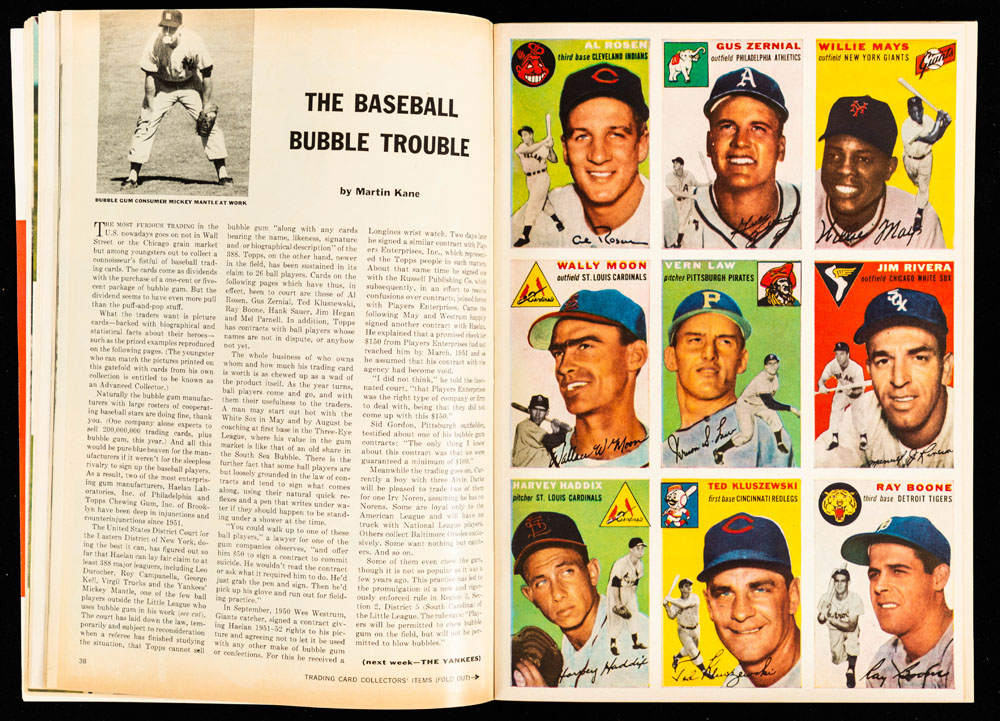 BUBBLE GUM CONSUMER MICKEY MANTLE AT WORK
THE BASEBALL
BUBBLE TROUBLE
by Martin Kane
THE MOST FURIOUS TRADING in the
U.S. nowadays goes on not in Wall
Street or the Chicago grain market
but among youngsters out to collect a
connoisseur's fistful of baseball trad-
ing cards. The cards come as dividends
with the purchase of a one-cent or five-
cent package of bubble gum. But the
dividend seems to have even more pull
than the puff-and-pop stuff.
What the traders want is picture
cards—backed with biographical and
statistical facts about their heroes—
such as the prized examples reproduced
on the following pages. (The youngster
who can match the pictures printed on
this gatefold with cards from his own
collection is entitled to be known as
an Advanced Collector.)
Naturally the bubble gum manufac-
turers with large rosters of cooperat-
ing baseball stars are doing fine, thank
you. (One company alone expects to
sell 200,000,000 trading cards, plus
bubble gum, this year.) And all this
would be pure blue heaven for the man-
ufacturers if it weren't for the sleepless
rivalry to sign up the baseball players.
As a result, two of the most enterpris-
ing gum manufacturers, Haelan Lab-
oratories, Inc. of Philadelphia and
Topps Chewing Gum, Inc. of Brook-
lyn have been deep in injunctions and
counterinjunctions since 1951.
The United States District Court for
the Eastern District of New York, do-
ing the best it can, has figured out so
far that Haelan can lay fair claim to at
least 388 major leaguers, including Leo
Durocher, Roy Campanella, George
Kell, Virgil Trucks and the Yankees'
Mickey Mantle, one of the few ball
players outside the Little League who
uses bubble gum in his work (see cut).
The court has laid down the law, tem-
porarily and subject to reconsideration
when a referee has finished studying
the situation, that Topps cannot sell
38
bubble gum "along with any cards
bearing the name, likeness, signature
and/or biographical description" of the
388. Topps, on the other hand, newer
in the field, has been sustained in its
claim to 26 ball players. Cards on the
following pages which have thus, in
effect, been to court are those of Al
Rosen, Gus Zernial, Ted Kluszewski,
Ray Boone, Hank Sauer, Jim Hegan
and Mel Parnell. In addition, Topps
has contracts with ball players whose
names are not in dispute, or anyhow
not yet.
The whole business of who owns
whom and how much his trading card
is worth is as chewed up as a wad of
the product itself. As the year turns,
ball players come and go, and with
them their usefulness to the traders.
A man may start out hot with the
White Sox in May and by August be
coaching at first base in the Three-Eye
League, where his value in the gum
market is like that of an old share in
the South Sea Bubble. There is the
further fact that some ball players are
but loosely grounded in the law of con-
tracts and tend to sign what comes
along, using their natural quick re-
flexes and a pen that writes under wa-
ter if they should happen to be stand-
ing under a shower at the time.
"You could walk up to one of these
ball players," a lawyer for one of the
gum companies observes, "and offer
him $50 to sign a contract to commit
suicide. He wouldn't read the contract
or ask what it required him to do. He'd
just grab the pen and sign. Then he'd
pick up his glove and run out for field-
ing practice."
In September, 1950 Wes Westrum,
Giants catcher, signed a contract giv-
ing Haelan 1951-52 rights to his pic-
ture and agreeing not to let it be used
with any other make of bubble gum
or confections. For this he received a
Longines wrist watch. Two days later
he signed a similar contract with Play-
ers Enterprises, Inc., which represent-
ed the Topps people in such matters.
About that same time he signed one
with the Russell Publishing Co. which
subsequently, in an effort to resolve
confusions over contracts, joined forces
with Players Enterprises. Came the
following May and Westrum happily
signed another contract with Haelan.
He explained that a promised check for
$150 from Players Enterprises had not
reached him by March, 1951 and so
he assumed that his contract with the
agency had become void.
"I did not think," he told the fasci-
nated court, "that Players Enterprises
was the right type of company or firm
to deal with, being that they did not
come up with this $150."
Sid Gordon, Pittsburgh outfielder,
testified about one of his bubble gum
contracts: "The only thing I knew
about this contract was that we were
guaranteed a minimum of $100."
Meanwhile the trading goes on. Cur-
rently a boy with three Alvin Darks
will be pleased to trade two of them
for one Irv Noren, assuming he has no
Norens. Some are loyal only to the
American League and will have no
truck with National League players.
Others collect Baltimore Orioles exclu-
sively. Some want nothing but catch-
ers. And so on.
Some of them even chew the gum,
though it is not so popular as it was a
few years ago. This practice has led to
the promulgation of a new and rigor-
ously enforced rule in Region 5, Sec-
tion 2, District 5 (South Carolina) of
the Little League. The rule says: "Play-
ers will be permitted to chew bubble
gum on the field, but will not be per-
mitted to blow bubbles."
(next week—THE YANKEES)
TRADING CARD COLLECTORS' ITEMS (FOLD OUT)→
AL ROSEN
third base CLEVELAND INDIANS
Al Rosen
GUS ZERNIAL
outfield PHILADELPHIA ATHLETICS
A
WILLIE MAYS
outfield NEW YORK GIANTS
Giants
NY
Willie Mays
WALLY MOON
outfield ST. LOUIS CARDINALS
Cardinals
Wallace W. Moon
VERN LAW
pitcher PITTSBURGH PIRATES
P
Vernon S. Law
JIM RIVERA
outfield CHICAGO WHITE SOX
SOX
HARVEY HADDIX
pitcher ST. LOUIS CARDINALS
Cardinals
Harvey Haddix
TED KLUSZEWSKI
first base CINCINNATI REDLEGS
C
Ted Kluszewski
RAY BOONE
third base DETROIT TIGERS
Ray Boone